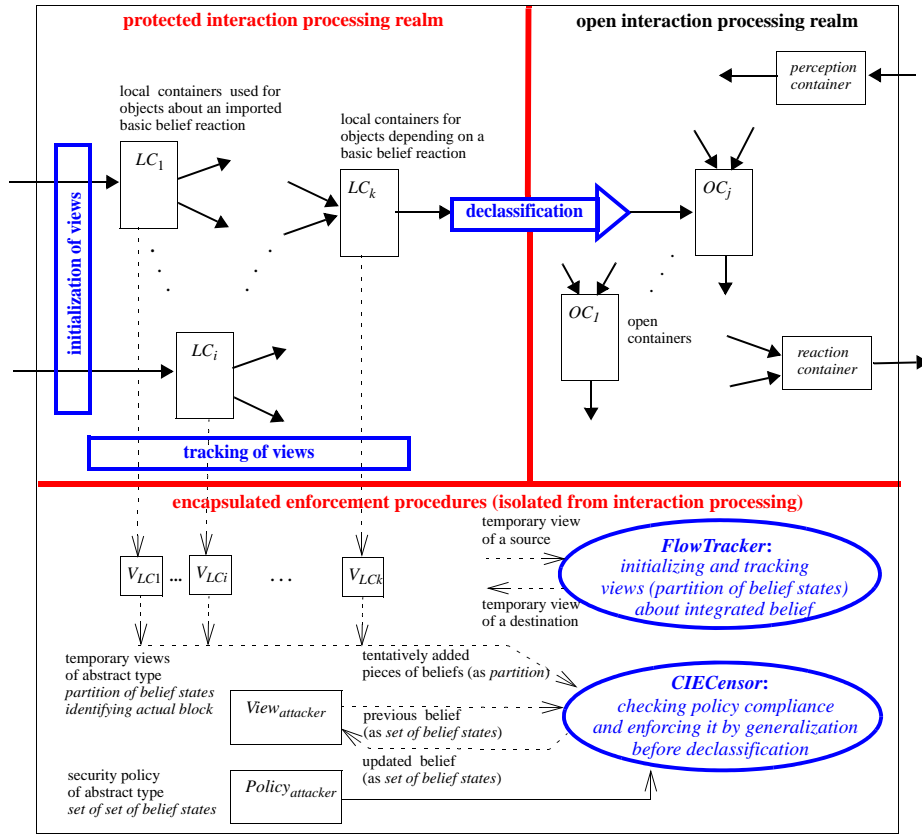 protected interaction processing realm
open interaction processing realm
perception
container
local containers used for
objects about an imported
basic belief reaction
local containers for
objects depending on a
basic belief reaction
LC1
LCk
OCj
declassification
initialization of views
OC1
open
containers
LCi
reaction
container
tracking of views
encapsulated enforcement procedures (isolated from interaction processing)
temporary view
of a source
FlowTracker:
initializing and tracking
views (partition of belief states)
about integrated belief
VLC1 ... VLCi . . . VLCk
temporary view
of a destination
temporary views
of abstract type
partition of belief states
identifying actual block
tentatively added
pieces of beliefs (as partition)
CIECensor:
checking policy compliance
and enforcing it by generalization
before declassification
Viewattacker
previous belief
(as set of belief states)
updated belief
(as set of belief states)
security policy
of abstract type
set of set of belief states
Policyattacker